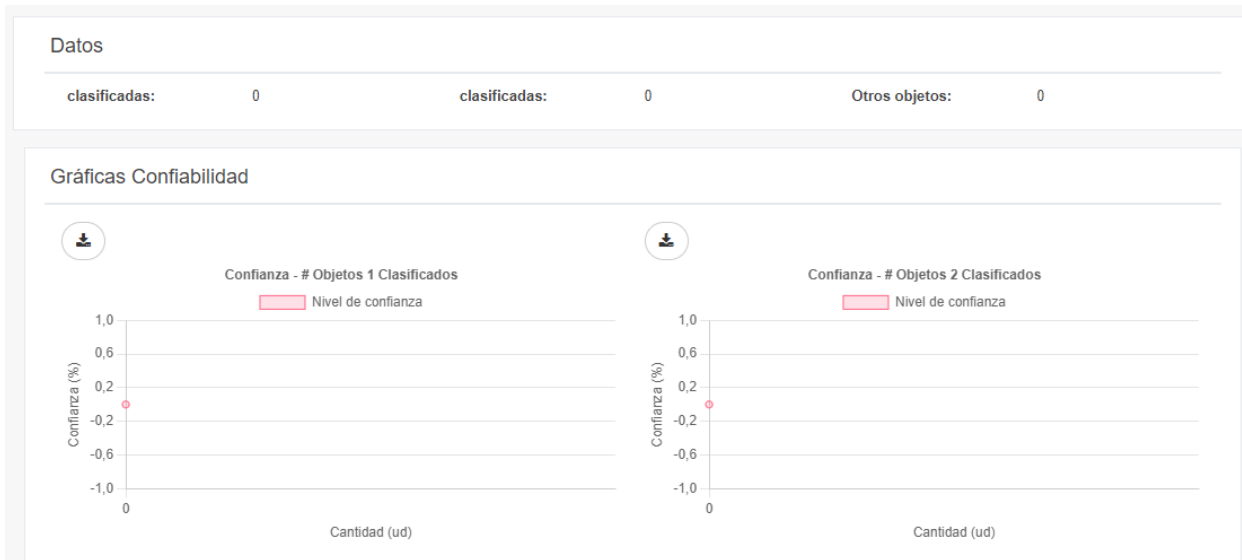 Datos
clasificadas: 0 clasificadas: 0 Otros objetos: 0
Gráficas Confiabilidad
Confianza - # Objetos 1 Clasificados
Nivel de confianza
1,0
0,6
0,2
-0,2
-0,6
-1,0
Confianza (%)
0
Cantidad (ud)
Confianza - # Objetos 2 Clasificados
Nivel de confianza
1,0
0,6
0,2
-0,2
-0,6
-1,0
Confianza (%)
0
Cantidad (ud)